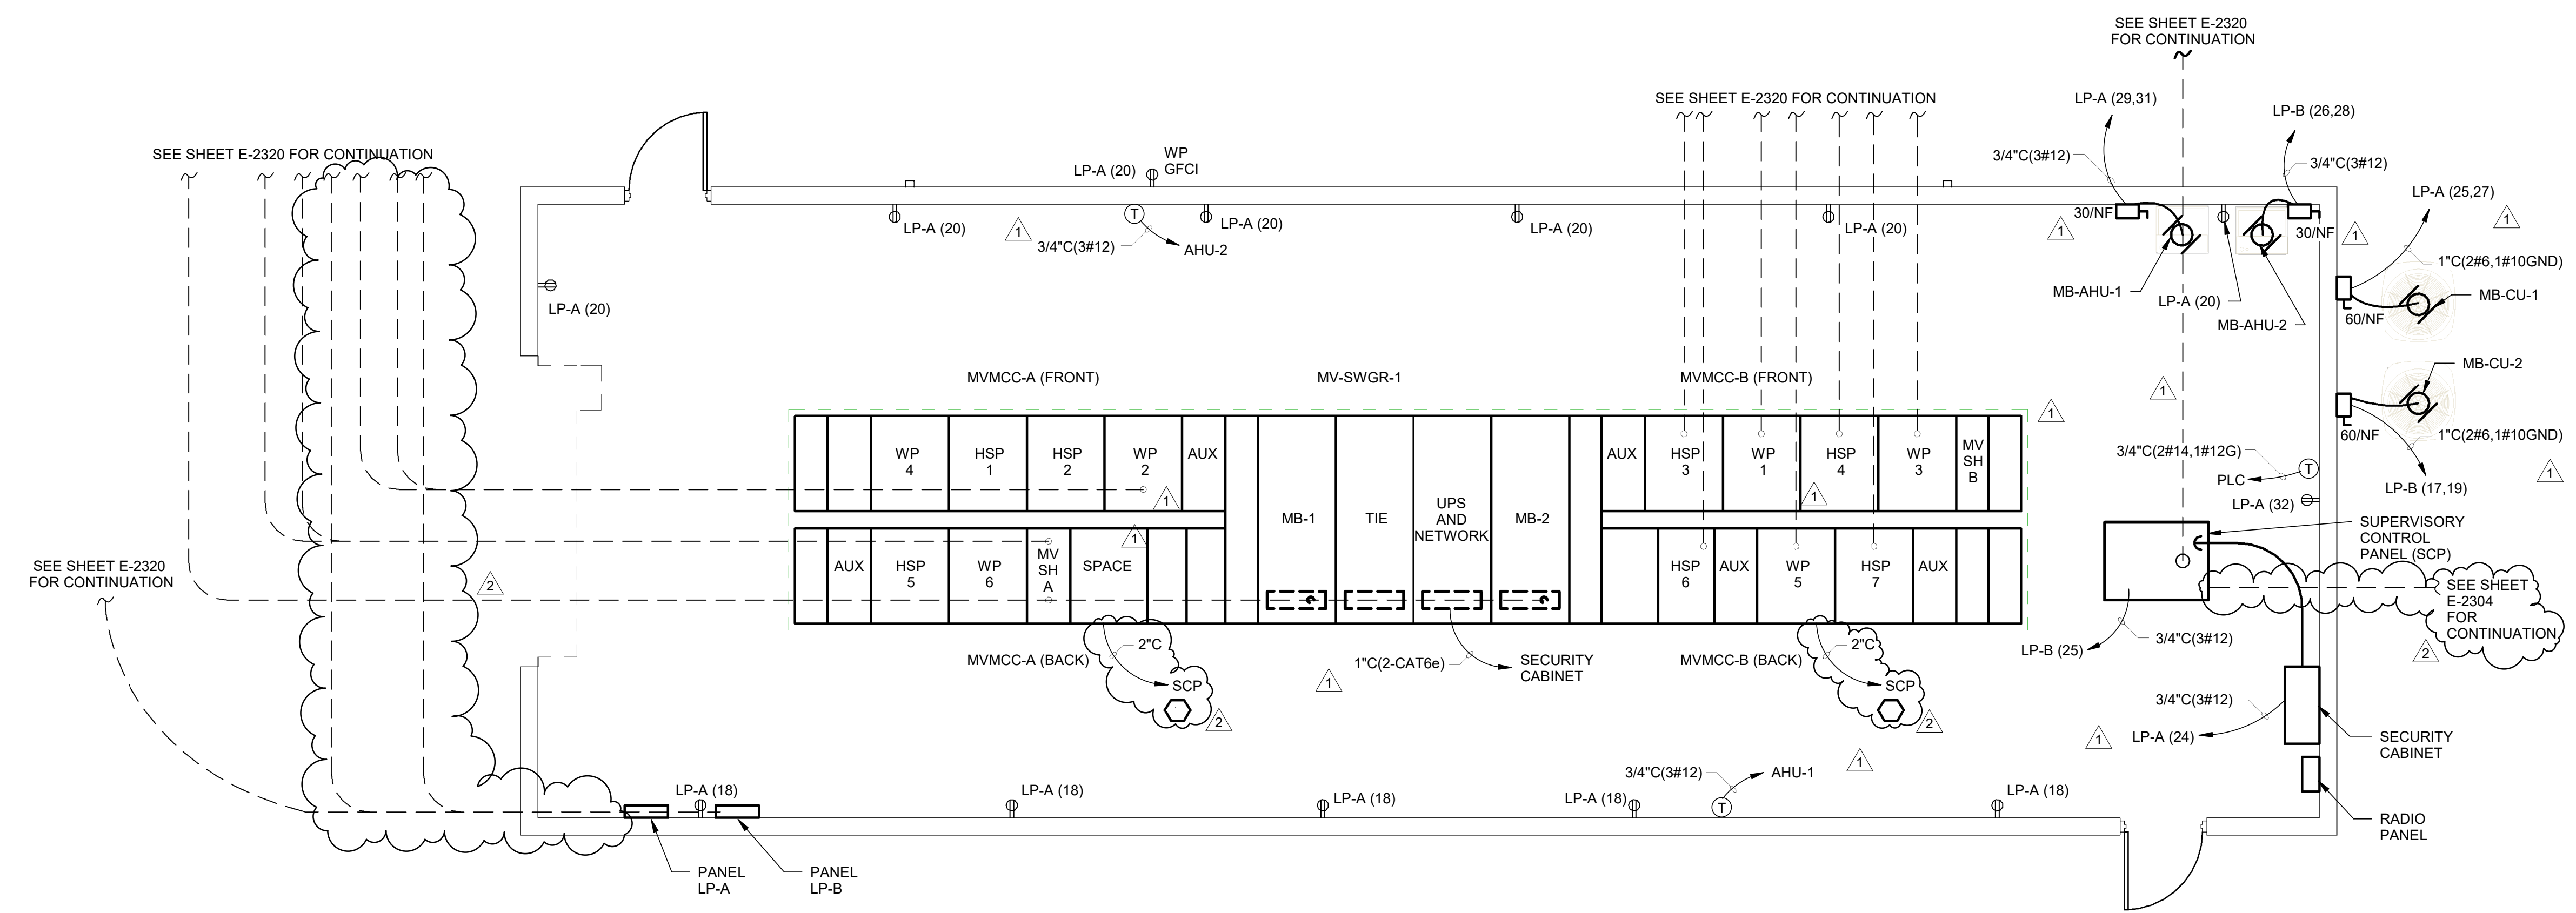 SEE SHEET E-2320
FOR CONTINUATION
SEE SHEET E-2320 FOR CONTINUATION
LP-A (29,31)
LP-B (26,28)
SEE SHEET E-2320 FOR CONTINUATION
LP-A (20)
WP
GFCI
3/4"C(3#12)
3/4"C(3#12)
LP-A (25,27)
30/NF
30/NF
1
1
1
LP-A (20)
1
3/4"C(3#12)
AHU-2
LP-A (20)
LP-A (20)
LP-A (20)
1"C(2#6,1#10GND)
LP-A (20)
MB-AHU-1
LP-A (20)
MB-AHU-2
MB-CU-1
60/NF
MVMCC-A (FRONT)
MV-SWGR-1
MVMCC-B (FRONT)
1
1
MB-CU-2
60/NF
1"C(2#6,1#10GND)
WP
4
HSP
1
HSP
2
WP
2
AUX
1
AUX
HSP
3
WP
1
HSP
4
WP
3
MV
SH
B
1
3/4"C(2#14,1#12G)
PLC
LP-A (32)
LP-B (17,19)
1
MB-1
TIE
UPS
AND
NETWORK
MB-2
SUPERVISORY
CONTROL
PANEL (SCP)
SEE SHEET E-2320
FOR CONTINUATION
2
AUX
HSP
5
WP
6
MV
SH
A
SPACE
1
HSP
6
AUX
WP
5
HSP
7
AUX
SEE SHEET
E-2304
FOR
CONTINUATION
2
3/4"C(3#12)
LP-B (25)
MVMCC-A (BACK)
2"C
SCP
2
1
1"C(2-CAT6e)
SECURITY
CABINET
MVMCC-B (BACK)
2"C
SCP
2
3/4"C(3#12)
LP-A (24)
1
SECURITY
CABINET
3/4"C(3#12)
AHU-1
1
LP-A (18)
LP-A (18)
LP-A (18)
LP-A (18)
LP-A (18)
RADIO
PANEL
PANEL
LP-A
PANEL
LP-B
T
T
T